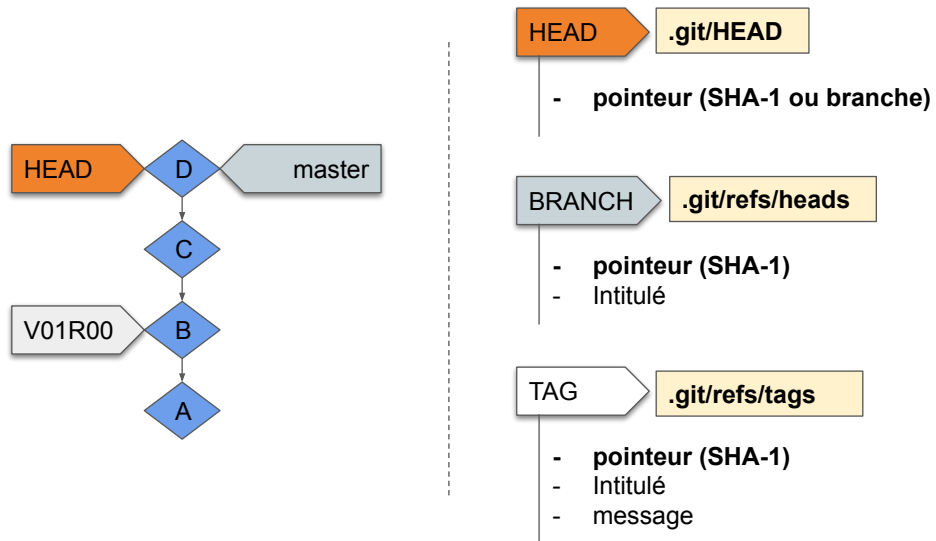 HEAD
D
master
C
V01R00
B
A
HEAD
.git/HEAD
- pointeur (SHA-1 ou branche)
BRANCH
.git/refs/heads
- pointeur (SHA-1)
- Intitulé
TAG
.git/refs/tags
- pointeur (SHA-1)
- Intitulé
- message